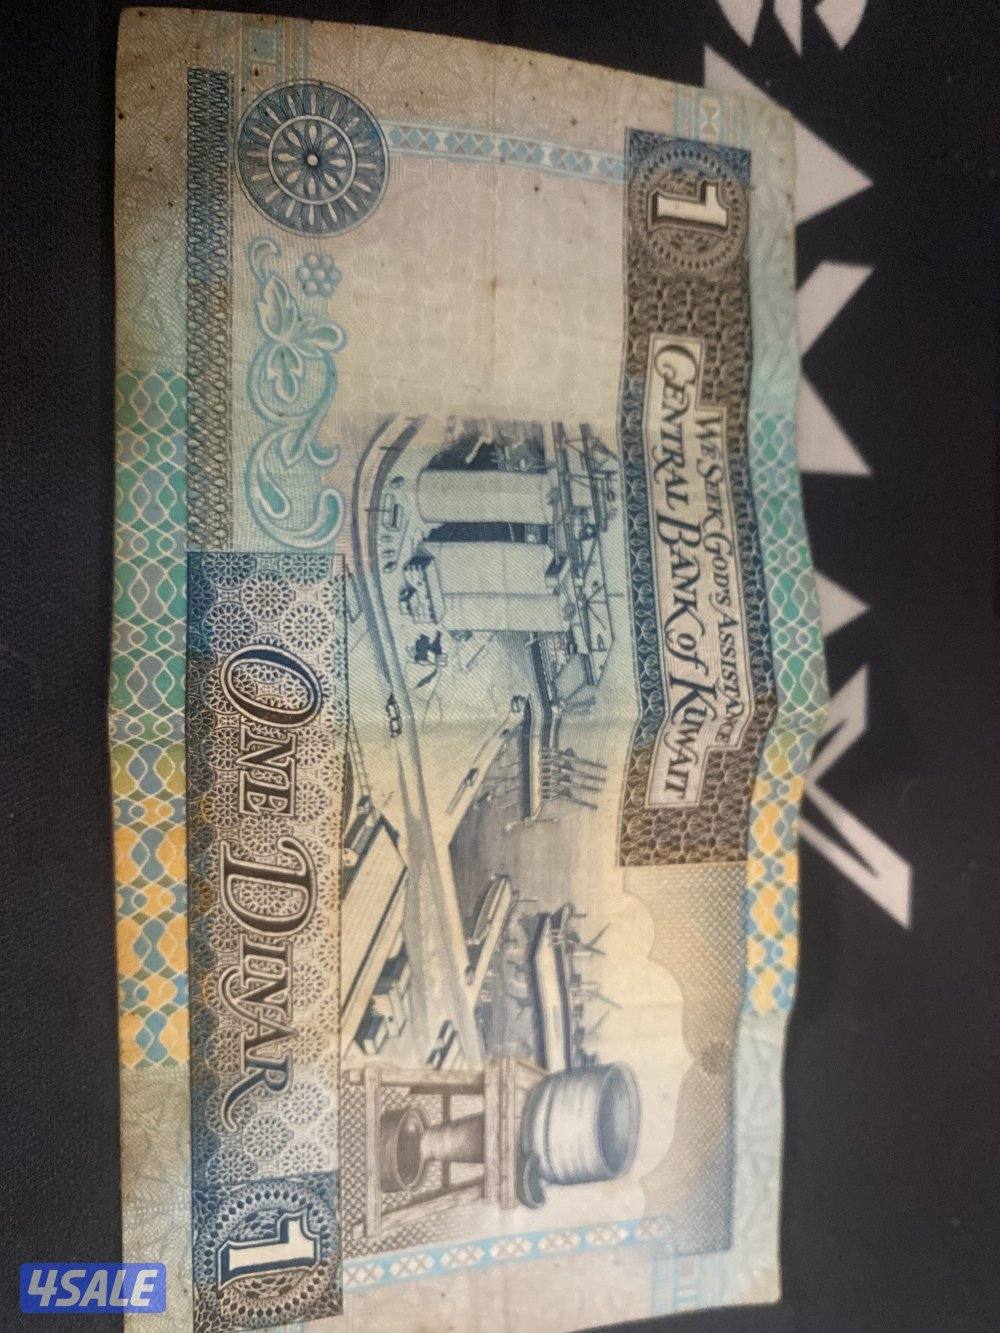 1
WE SEEK GOD'S ASSISTANCE
CENTRAL BANK of KUWAIT
ONE DINAR
1
4SALE